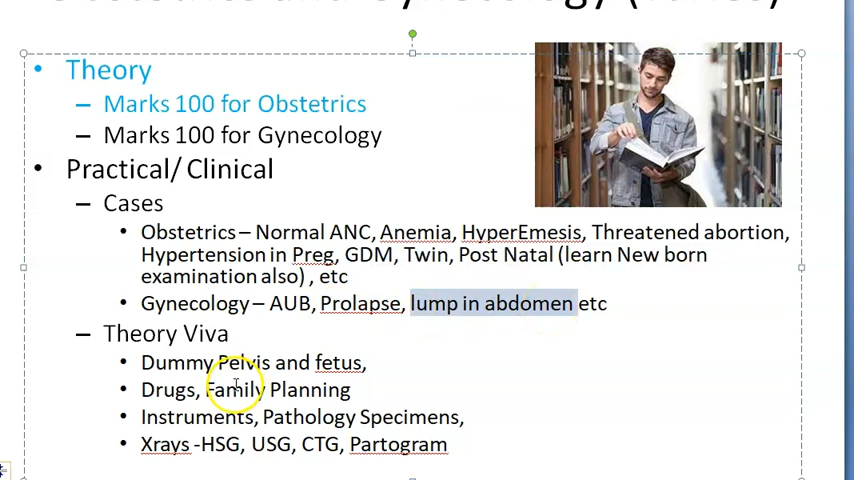 • Theory
– Marks 100 for Obstetrics
– Marks 100 for Gynecology
• Practical/ Clinical
– Cases
• Obstetrics – Normal ANC, Anemia, HyperEmesis, Threatened abortion,
Hypertension in Preg, GDM, Twin, Post Natal (learn New born
examination also) , etc
• Gynecology – AUB, Prolapse, lump in abdomen etc
– Theory Viva
• Dummy Pelvis and fetus,
• Drugs, Family Planning
• Instruments, Pathology Specimens,
• Xrays -HSG, USG, CTG, Partogram